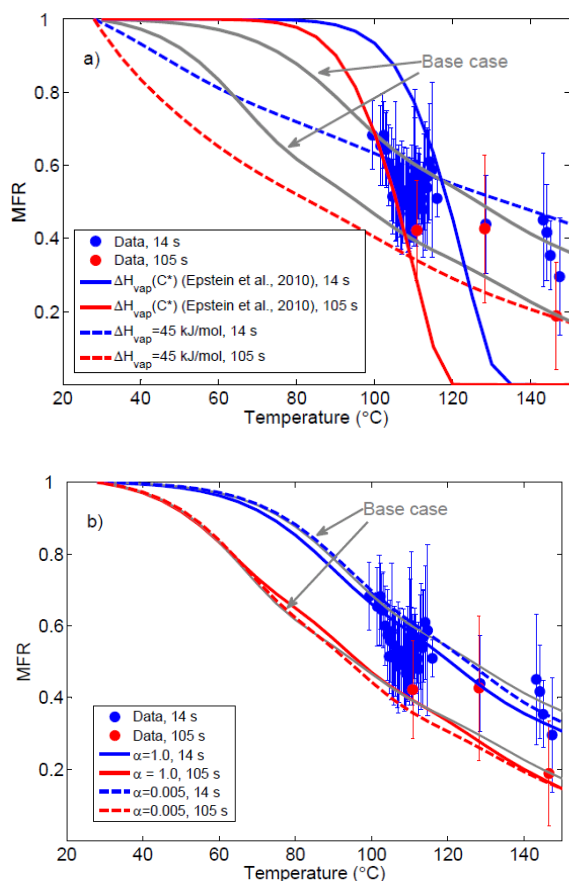 a)
Base case
MFR
1
0.8
0.6
0.4
0.2
Data, 14 s
Data, 105 s
ΔHvap(C*) (Epstein et al., 2010), 14 s
ΔHvap(C*) (Epstein et al., 2010), 105 s
ΔHvap=45 kJ/mol, 14 s
ΔHvap=45 kJ/mol, 105 s
20 40 60 80 100 120 140
Temperature (°C)
b)
Base case
MFR
1
0.8
0.6
0.4
0.2
Data, 14 s
Data, 105 s
α=1.0, 14 s
α = 1.0, 105 s
α=0.005, 14 s
α=0.005, 105 s
20 40 60 80 100 120 140
Temperature (°C)